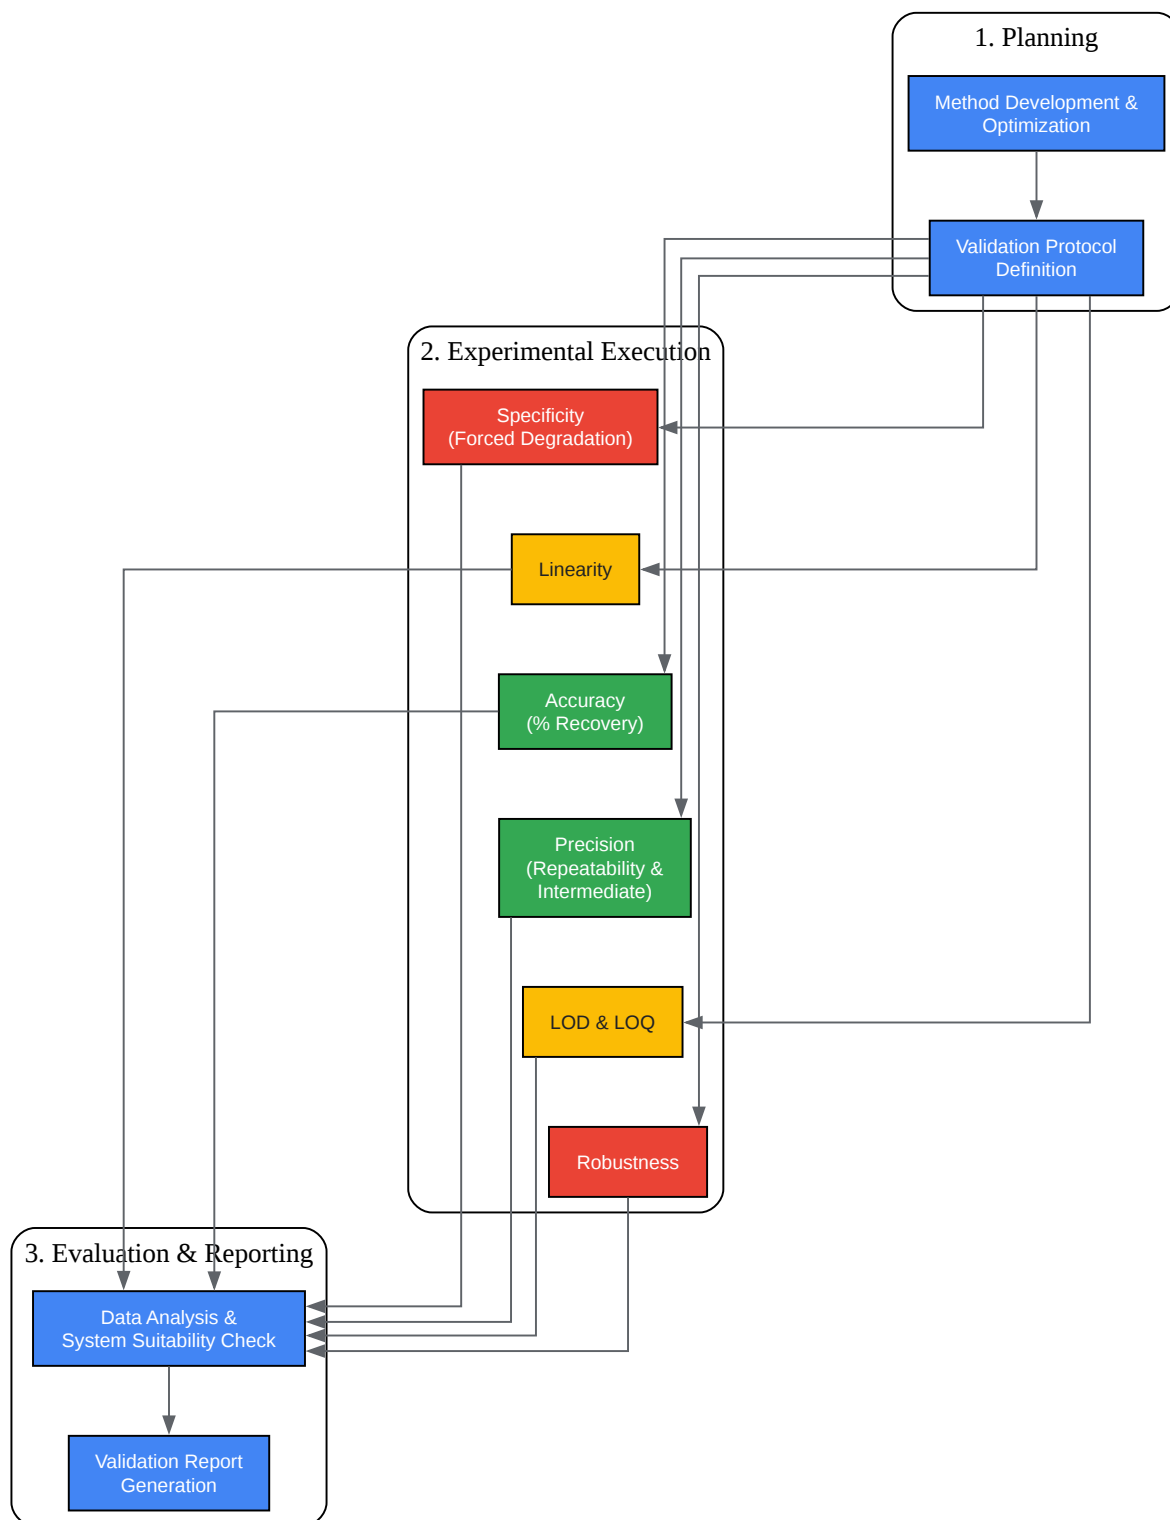 1. Planning
Method Development &
Optimization
Validation Protocol
Definition
2. Experimental Execution
Specificity
(Forced Degradation)
Linearity
Accuracy
(% Recovery)
Precision
(Repeatability &
Intermediate)
LOD & LOQ
Robustness
3. Evaluation & Reporting
Data Analysis &
System Suitability Check
Validation Report
Generation